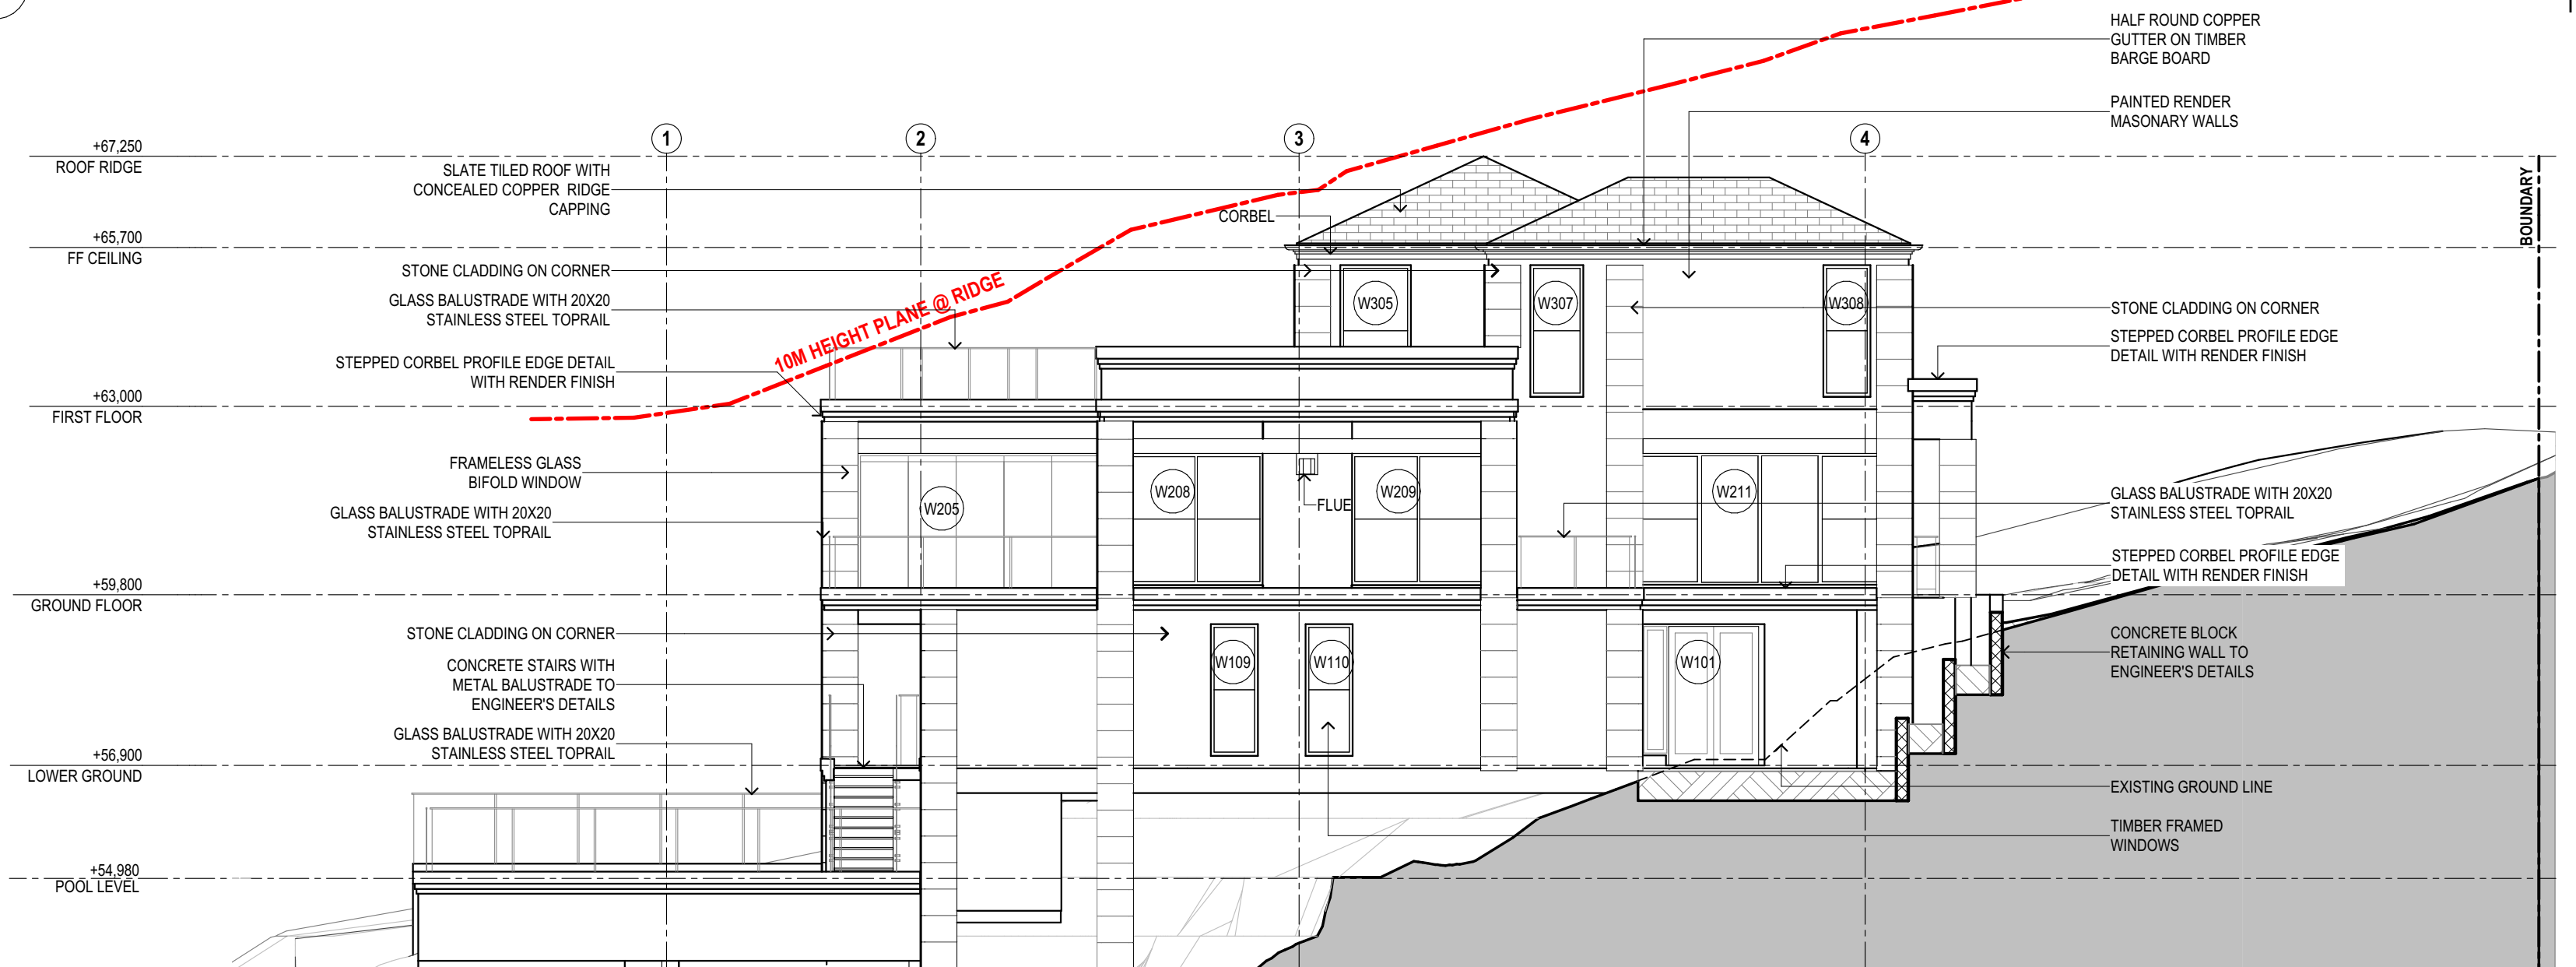 HALF ROUND COPPER
GUTTER ON TIMBER
BARGE BOARD
PAINTED RENDER
MASONARY WALLS
1
2
3
4
+67,250
ROOF RIDGE
SLATE TILED ROOF WITH
CONCEALED COPPER RIDGE
CAPPING
BOUNDARY
CORBEL
+65,700
FF CEILING
STONE CLADDING ON CORNER
GLASS BALUSTRADE WITH 20X20
STAINLESS STEEL TOPRAIL
10M HEIGHT PLANE @ RIDGE
W305
W307
W308
STONE CLADDING ON CORNER
STEPPED CORBEL PROFILE EDGE
DETAIL WITH RENDER FINISH
STEPPED CORBEL PROFILE EDGE DETAIL
WITH RENDER FINISH
+63,000
FIRST FLOOR
FRAMELESS GLASS
BIFOLD WINDOW
W205
W208
FLUE
W209
W211
GLASS BALUSTRADE WITH 20X20
STAINLESS STEEL TOPRAIL
GLASS BALUSTRADE WITH 20X20
STAINLESS STEEL TOPRAIL
STEPPED CORBEL PROFILE EDGE
DETAIL WITH RENDER FINISH
+59,800
GROUND FLOOR
STONE CLADDING ON CORNER
CONCRETE STAIRS WITH
METAL BALUSTRADE TO
ENGINEER'S DETAILS
W109
W110
W101
CONCRETE BLOCK
RETAINING WALL TO
ENGINEER'S DETAILS
GLASS BALUSTRADE WITH 20X20
STAINLESS STEEL TOPRAIL
+56,900
LOWER GROUND
EXISTING GROUND LINE
TIMBER FRAMED
WINDOWS
+54,980
POOL LEVEL